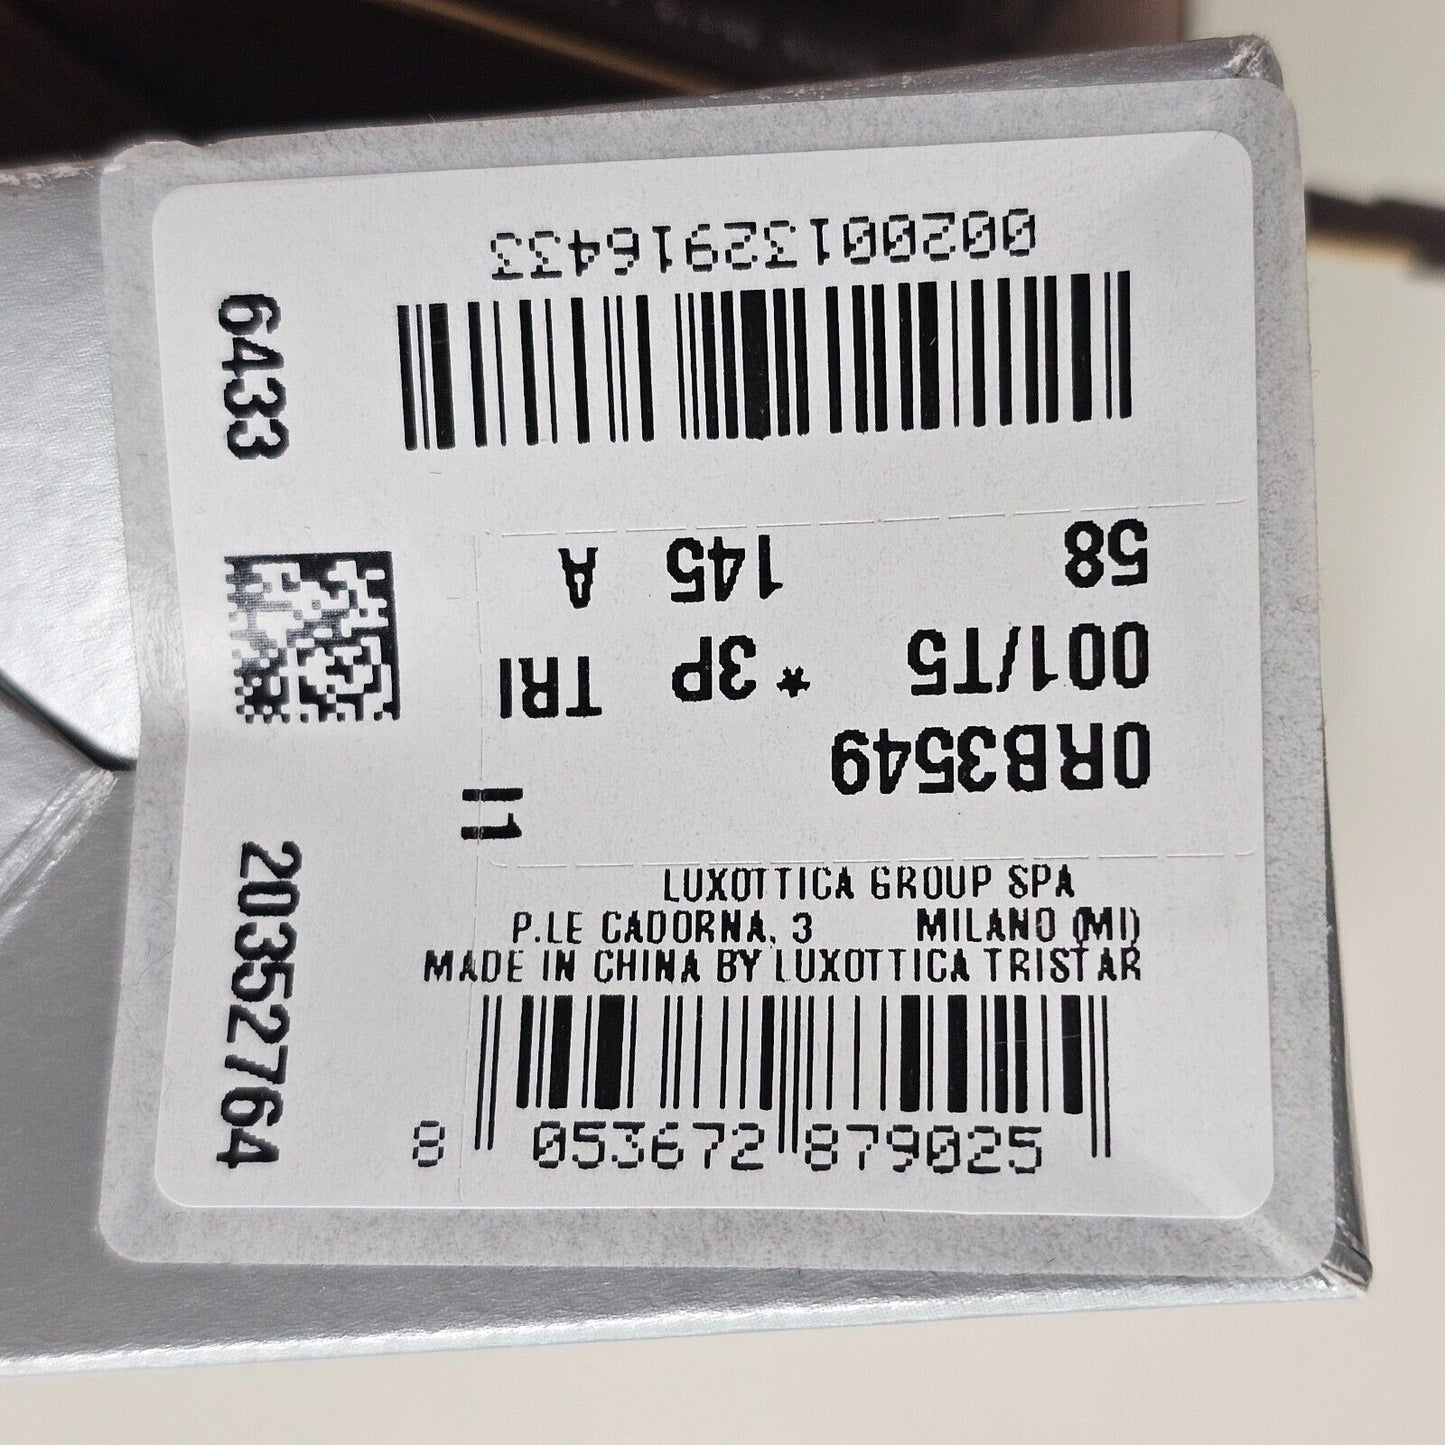 00200132916433
6433
58 145 A
001/T5 * 3P TRI
0RB3549
11
LUXOTTICA GROUP SPA
P.LE CADORNA, 3 MILANO (MI)
MADE IN CHINA BY LUXOTTICA TRISTAR
8 053672 879025
20352764